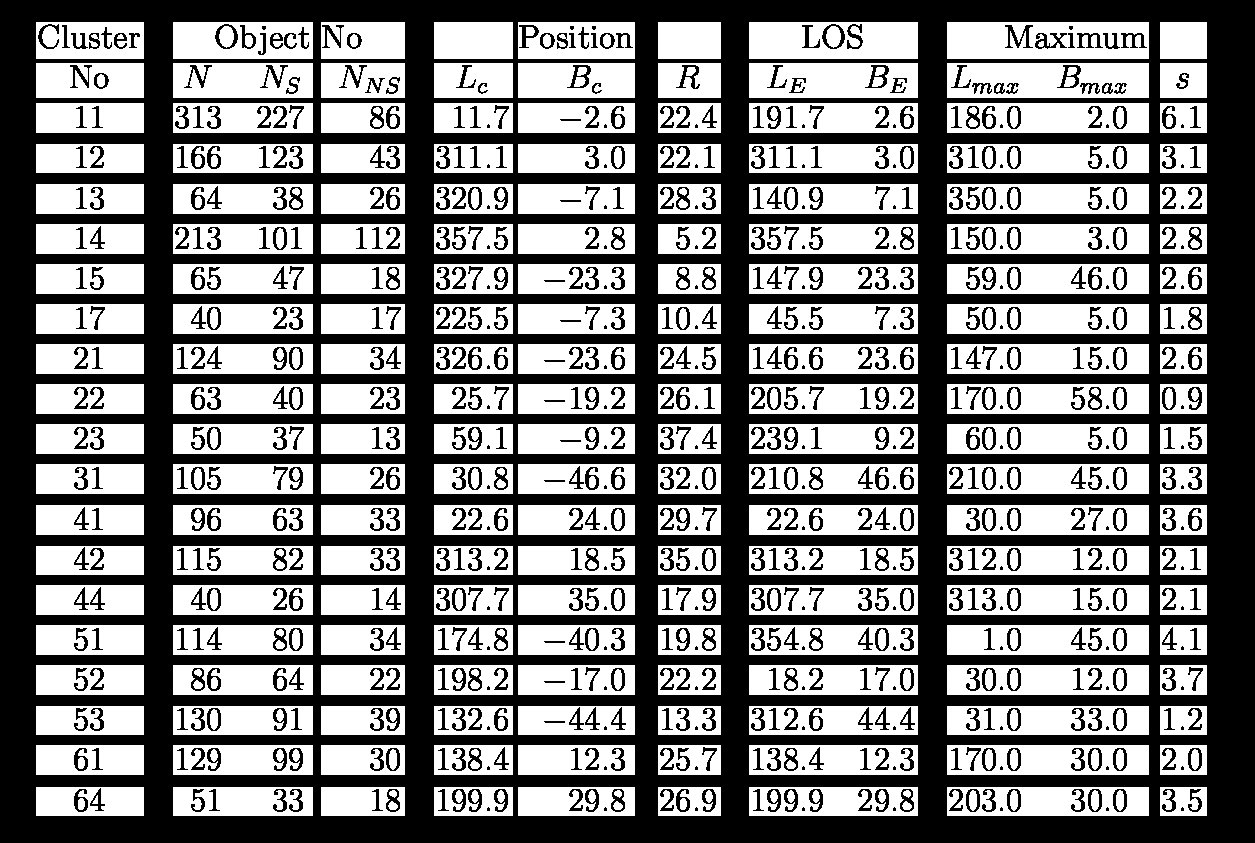 Cluster Object No Position LOS Maximum
No N N_S N_{NS} L_c B_c R L_E B_E L_{max} B_{max} s
11 313 227 86 11.7 −2.6 22.4 191.7 2.6 186.0 2.0 6.1
12 166 123 43 311.1 3.0 22.1 311.1 3.0 310.0 5.0 3.1
13 64 38 26 320.9 −7.1 28.3 140.9 7.1 350.0 5.0 2.2
14 213 101 112 357.5 2.8 5.2 357.5 2.8 150.0 3.0 2.8
15 65 47 18 327.9 −23.3 8.8 147.9 23.3 59.0 46.0 2.6
17 40 23 17 225.5 −7.3 10.4 45.5 7.3 50.0 5.0 1.8
21 124 90 34 326.6 −23.6 24.5 146.6 23.6 147.0 15.0 2.6
22 63 40 23 25.7 −19.2 26.1 205.7 19.2 170.0 58.0 0.9
23 50 37 13 59.1 −9.2 37.4 239.1 9.2 60.0 5.0 1.5
31 105 79 26 30.8 −46.6 32.0 210.8 46.6 210.0 45.0 3.3
41 96 63 33 22.6 24.0 29.7 22.6 24.0 30.0 27.0 3.6
42 115 82 33 313.2 18.5 35.0 313.2 18.5 312.0 12.0 2.1
44 40 26 14 307.7 35.0 17.9 307.7 35.0 313.0 15.0 2.1
51 114 80 34 174.8 −40.3 19.8 354.8 40.3 1.0 45.0 4.1
52 86 64 22 198.2 −17.0 22.2 18.2 17.0 30.0 12.0 3.7
53 130 91 39 132.6 −44.4 13.3 312.6 44.4 31.0 33.0 1.2
61 129 99 30 138.4 12.3 25.7 138.4 12.3 170.0 30.0 2.0
64 51 33 18 199.9 29.8 26.9 199.9 29.8 203.0 30.0 3.5